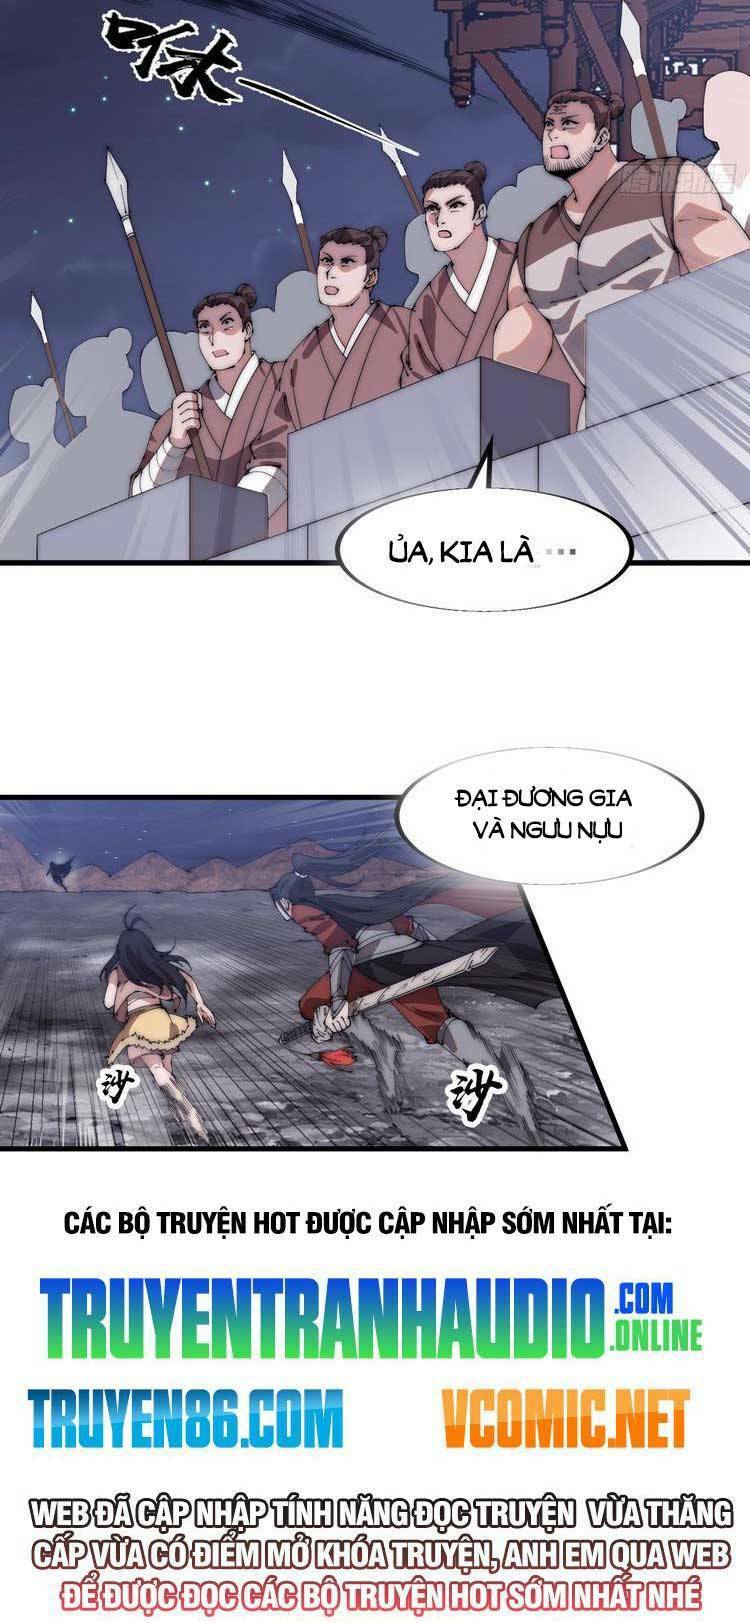 ỦA, KIA LÀ ...
ĐẠI ĐƯƠNG GIA
VÀ NGƯU NỰU
沙
沙
CÁC BỘ TRUYỆN HOT ĐƯỢC CẬP NHẬP SỚM NHẤT TẠI:
TRUYENTRANHAUDIO.COM
.ONLINE
TRUYEN86.COM
VCOMIC.NET
WEB ĐÃ CẬP NHẬP TÍNH NĂNG ĐỌC TRUYỆN VỪA THĂNG
CẤP VỪA CÓ ĐIỂM MỞ KHÓA TRUYỆN, ANH EM QUA WEB
ĐỂ ĐƯỢC ĐỌC CÁC BỘ TRUYỆN HOT SỚM NHẤT NHÉ